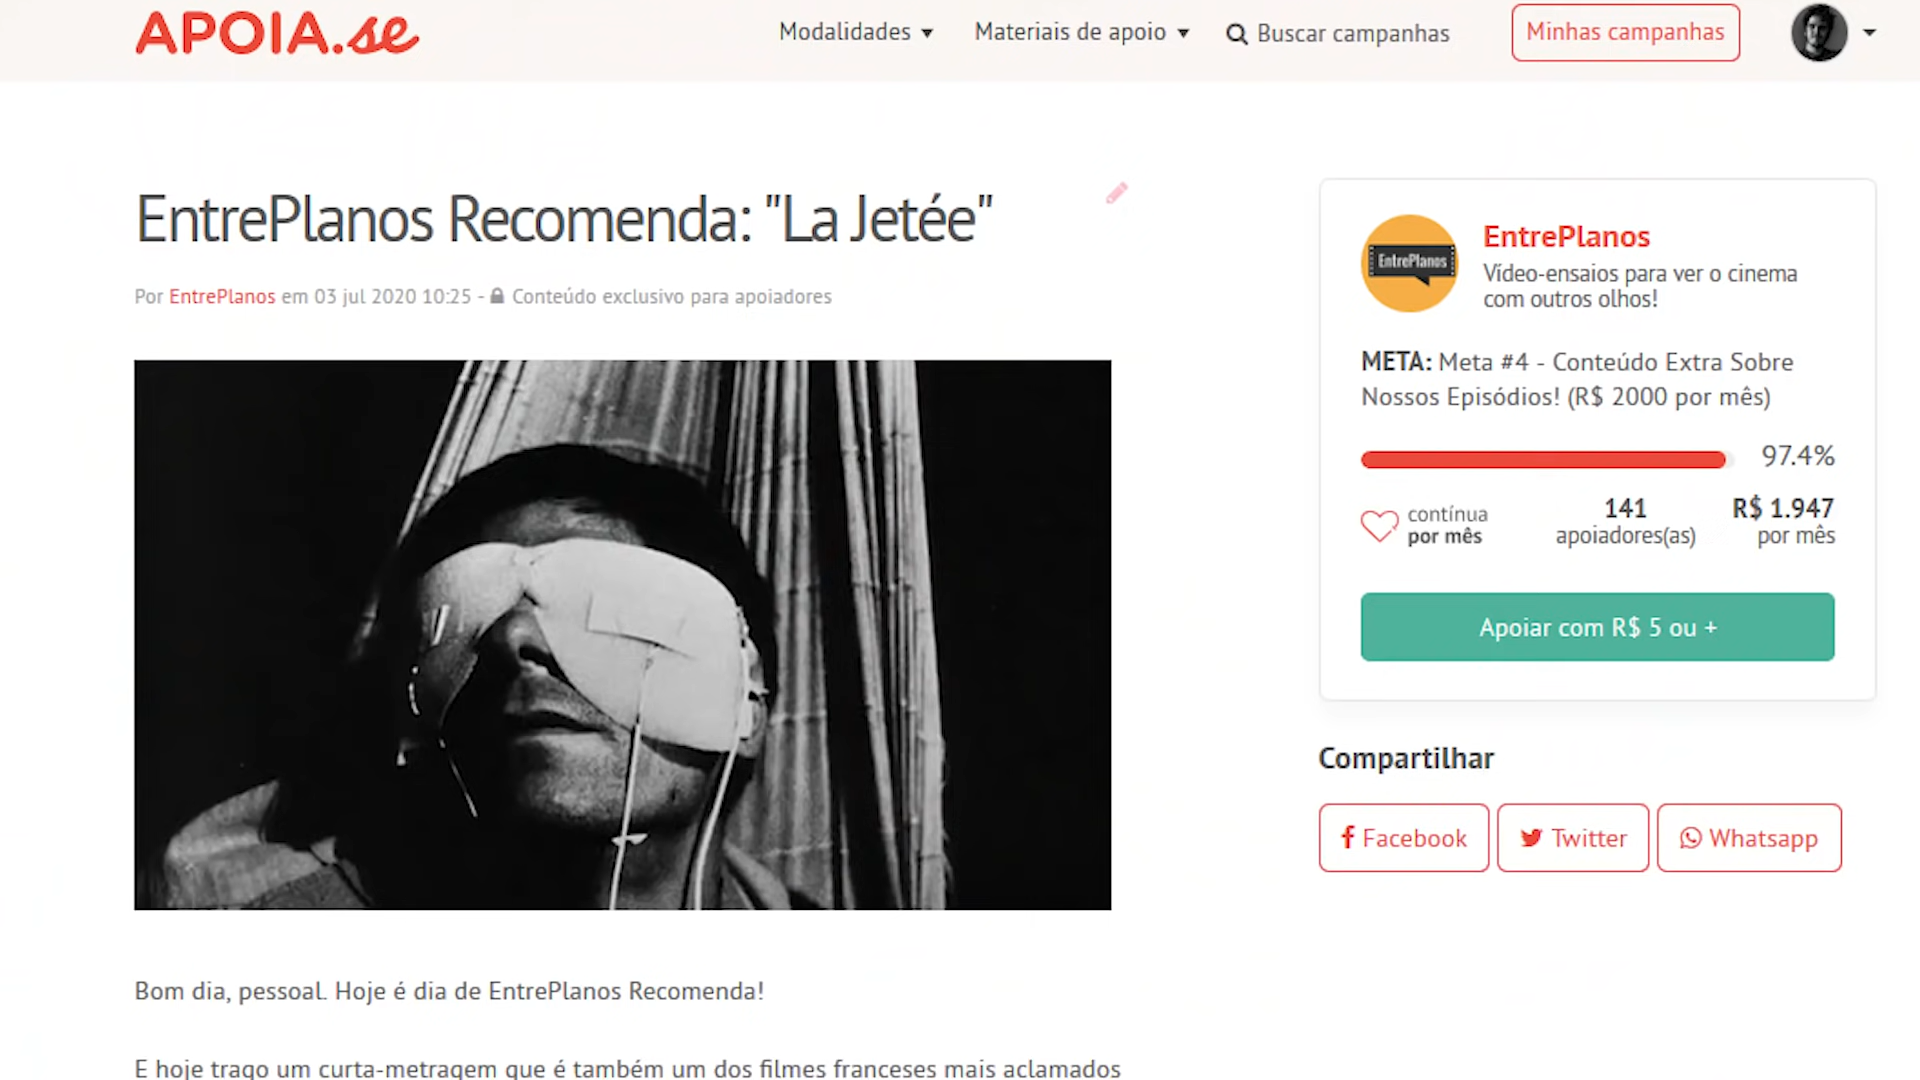 APOIA.se
Modalidades
Materiais de apoio
Buscar campanhas
Minhas campanhas
EntrePlanos Recomenda: "La Jetée"
Por EntrePlanos em 03 jul 2020 10:25 - Conteúdo exclusivo para apoiadores
EntrePlanos
EntrePlanos
Vídeo-ensaios para ver o cinema
com outros olhos!
META: Meta #4 - Conteúdo Extra Sobre
Nossos Episódios! (R$ 2000 por mês)
97.4%
contínua
por mês
141
apoiadores(as)
R$ 1.947
por mês
Apoiar com R$ 5 ou +
Compartilhar
Facebook
Twitter
Whatsapp
Bom dia, pessoal. Hoje é dia de EntrePlanos Recomenda!
E hoje trago um curta-metragem que é também um dos filmes franceses mais aclamados